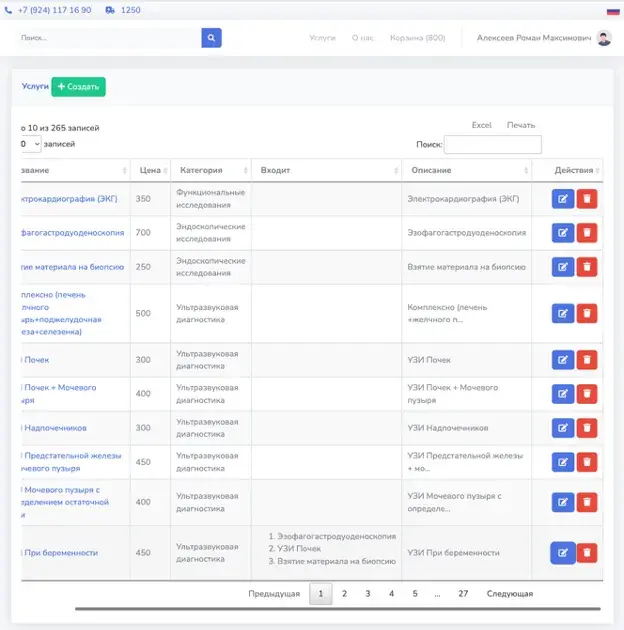 +7 (924) 117 16 90 1250
Поиск...
Услуги О нас Корзина (800) Алексеев Роман Максимович
Услуги + Создать
о 10 из 265 записей
0 записей
Excel Печать
Поиск:
звание Цена Категория Входит Описание Действия
ктрокардиография (ЭКГ) 350 Функциональные исследования Электрокардиография (ЭКГ)
офагогастродуоденоскопия 700 Эндоскопические исследования Эзофагогастродуоденоскопия
тие материала на биопсию 250 Эндоскопические исследования Взятие материала на биопсию
мплексно (печень
лчного
ырь+поджелудочная
еза+селезенка)
500
Ультразвуковая диагностика
Комплексно (печень
+желчного п...
И Почек 300 Ультразвуковая диагностика УЗИ Почек
И Почек + Мочевого
ыря
400
Ультразвуковая диагностика
УЗИ Почек + Мочевого
пузыря
И Надпочечников 300 Ультразвуковая диагностика УЗИ Надпочечников
И Предстательной железы
очевого пузыря
450
Ультразвуковая диагностика
УЗИ Предстательной железы
+ мо...
И Мочевого пузыря с
еделением остаточной
ы
400
Ультразвуковая диагностика
УЗИ Мочевого пузыря с
определе...
И При беременности 450 Ультразвуковая диагностика
1. Эзофагогастродуоденоскопия
2. УЗИ Почек
3. Взятие материала на биопсию
УЗИ При беременности
Предыдущая 1 2 3 4 5 ... 27 Следующая